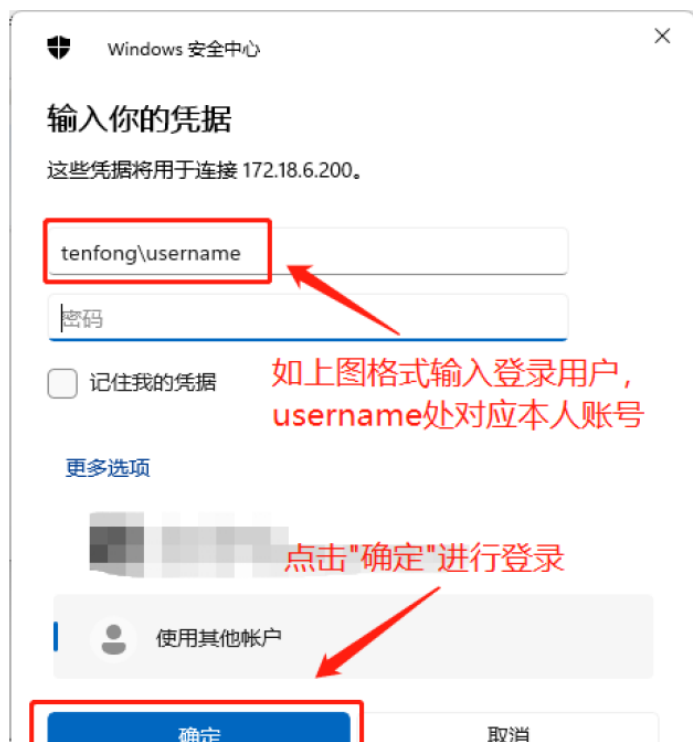 Windows 安全中心
输入你的凭据
这些凭据将用于连接 172.18.6.200。
tenfong\username
密码
记住我的凭据
如上图格式输入登录用户，
username处对应本人账号
更多选项
点击"确定"进行登录
使用其他帐户
确定
取消